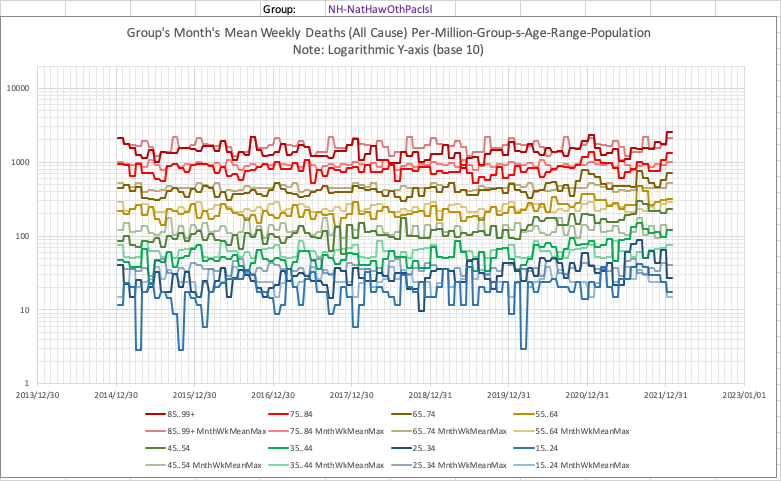 Group: NH-NatHawOthPacIsl
Group's Month's Mean Weekly Deaths (All Cause) Per-Million-Group-s-Age-Range-Population
Note: Logarithmic Y-axis (base 10)
10000
1000
100
10
1
2013/12/30 2014/12/30 2015/12/30 2016/12/30 2017/12/30 2018/12/31 2019/12/31 2020/12/31 2021/12/31 2023/01/01
85..99+ 75..84 65..74 55..64
85..99+ MnthWkMeanMax 75..84 MnthWkMeanMax 65..74 MnthWkMeanMax 55..64 MnthWkMeanMax
45..54 35..44 25..34 15..24
45..54 MnthWkMeanMax 35..44 MnthWkMeanMax 25..34 MnthWkMeanMax 15..24 MnthWkMeanMax